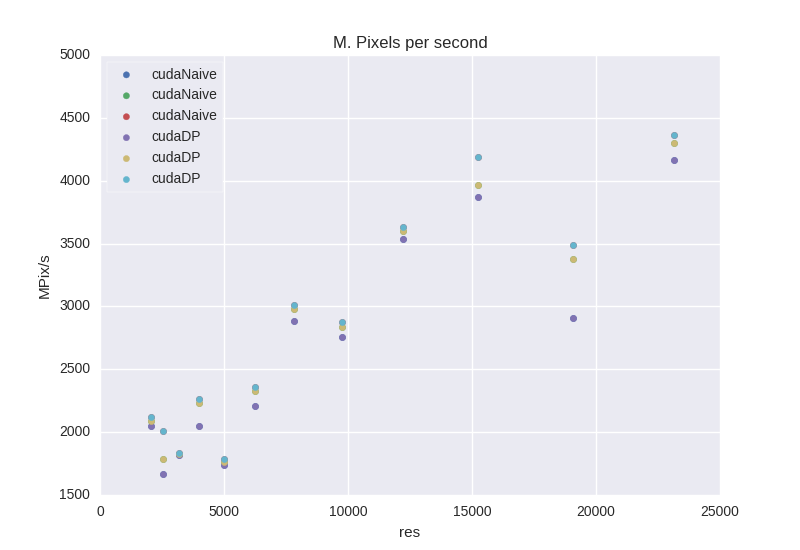 M. Pixels per second
5000
4500
4000
3500
3000
2500
2000
1500
MPix/s
cudaNaive
cudaNaive
cudaNaive
cudaDP
cudaDP
cudaDP
0 5000 10000 15000 20000 25000
res